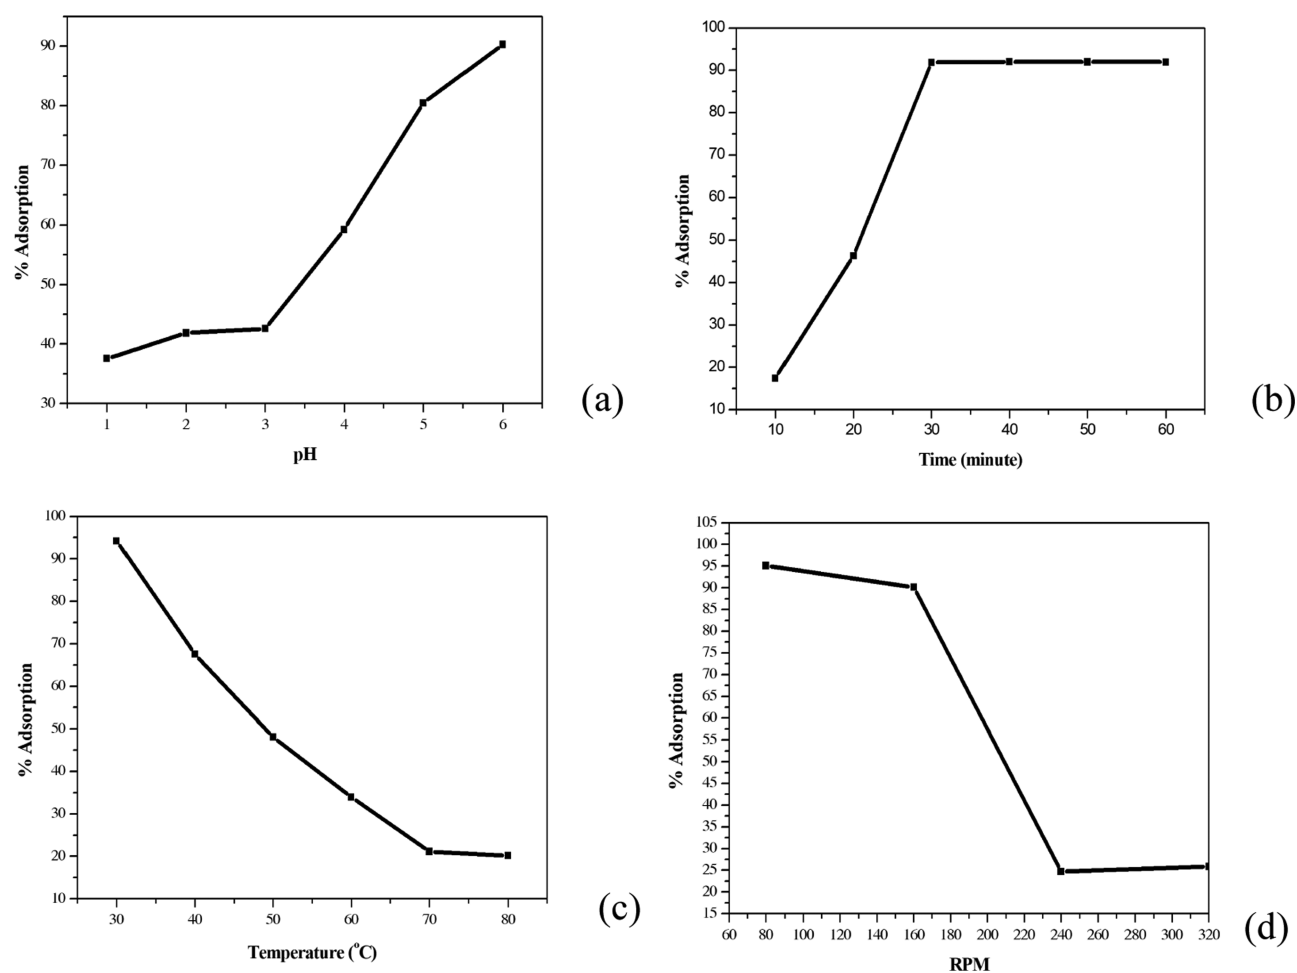 90
80
70
60
50
40
30
1 2 3 4 5 6
% Adsorption
pH
(a)
100
90
80
70
60
50
40
30
20
10
10 20 30 40 50 60
% Adsorption
Time (minute)
(b)
100
90
80
70
60
50
40
30
20
10
30 40 50 60 70 80
% Adsorption
Temperature (°C)
(c)
105
100
95
90
85
80
75
70
65
60
55
50
45
40
35
30
25
20
15
60 80 100 120 140 160 180 200 220 240 260 280 300 320
% Adsorption
RPM
(d)